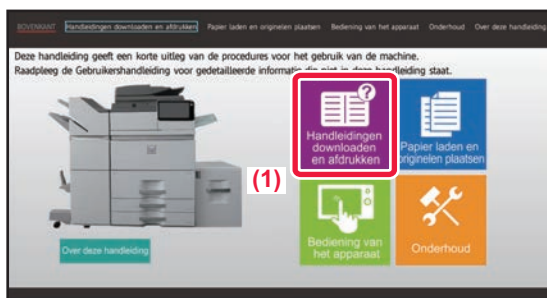 BOVENKANT Handleidingen downloaden en afdrukken Papier laden en originelen plaatsen Bediening van het apparaat Onderhoud Over deze handleiding
Deze handleiding geeft een korte uitleg van de procedures voor het gebruik van de machine.
Raadpleeg de Gebruikershandleiding voor gedetailleerde informatie die niet in deze handleiding staat.
Handleidingen
downloaden
en afdrukken
Papier laden en
originelen plaatsen
(1)
Bediening van
het apparaat
Onderhoud
Over deze handleiding